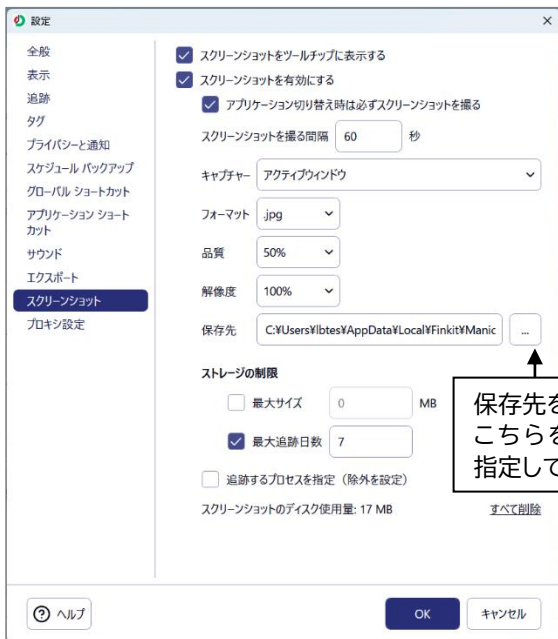 設定
全般
表示
追跡
タグ
プライバシーと通知
スケジュール バックアップ
グローバル ショートカット
アプリケーション ショート
カット
サウンド
エクスポート
スクリーンショット
プロキシ設定
スクリーンショットをツールチップに表示する
スクリーンショットを有効にする
アプリケーション切り替え時は必ずスクリーンショットを撮る
スクリーンショットを撮る間隔 60 秒
キャプチャー アクティブウィンドウ
フォーマット .jpg
品質 50%
解像度 100%
保存先 C:¥Users¥lbtes¥AppData¥Local¥Finkit¥Manic ...
ストレージの制限
最大サイズ 0 MB
最大追跡日数 7
追跡するプロセスを指定（除外を設定）
スクリーンショットのディスク使用量: 17 MB すべて削除
保存先を
こちらを
指定して
ヘルプ OK キャンセル